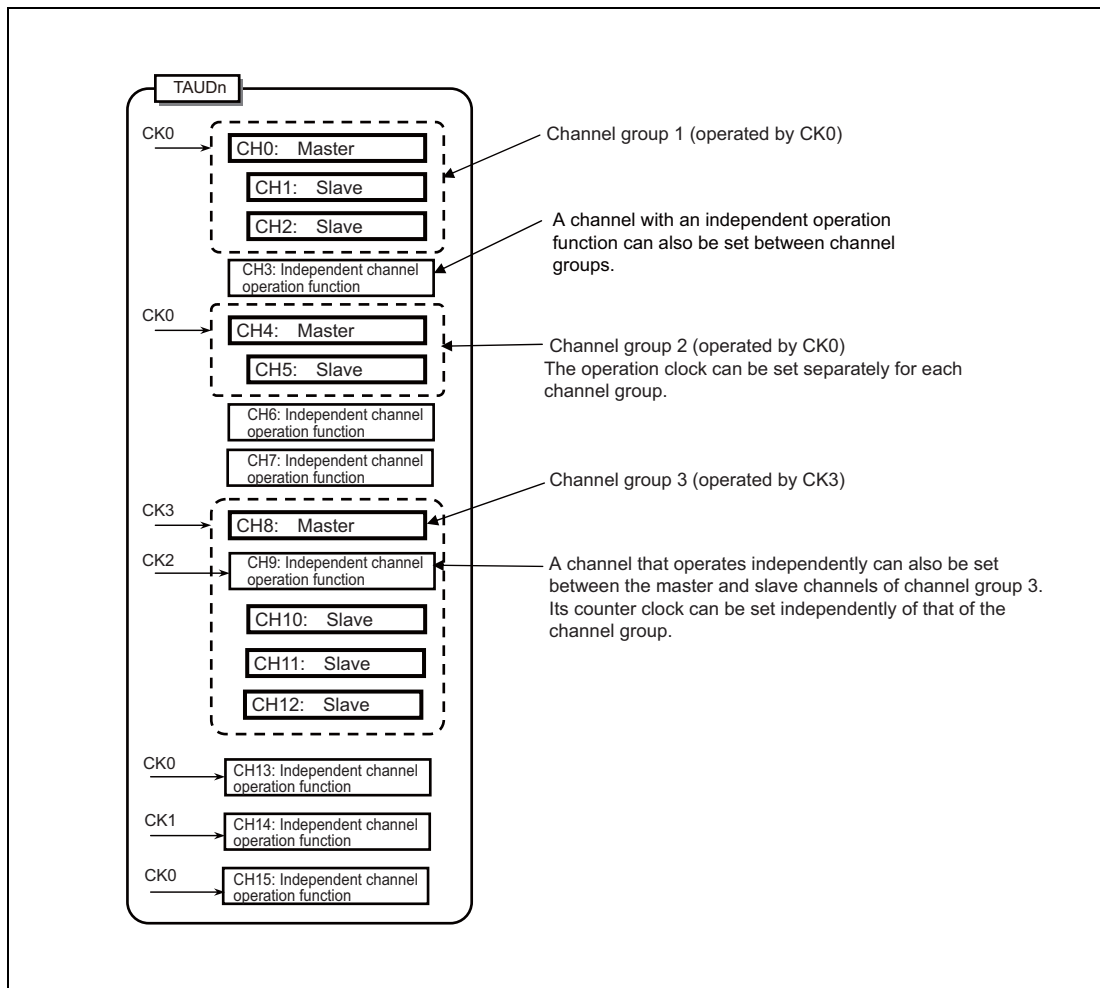 TAUDn
CK0
CH0: Master
CH1: Slave
CH2: Slave
Channel group 1 (operated by CK0)
CH3: Independent channel
operation function
A channel with an independent operation
function can also be set between channel
groups.
CK0
CH4: Master
CH5: Slave
Channel group 2 (operated by CK0)
The operation clock can be set separately for each
channel group.
CH6: Independent channel
operation function
CH7: Independent channel
operation function
CK3
CH8: Master
Channel group 3 (operated by CK3)
CK2
CH9: Independent channel
operation function
A channel that operates independently can also be set
between the master and slave channels of channel group 3.
Its counter clock can be set independently of that of the
channel group.
CH10: Slave
CH11: Slave
CH12: Slave
CK0
CH13: Independent channel
operation function
CK1
CH14: Independent channel
operation function
CK0
CH15: Independent channel
operation function